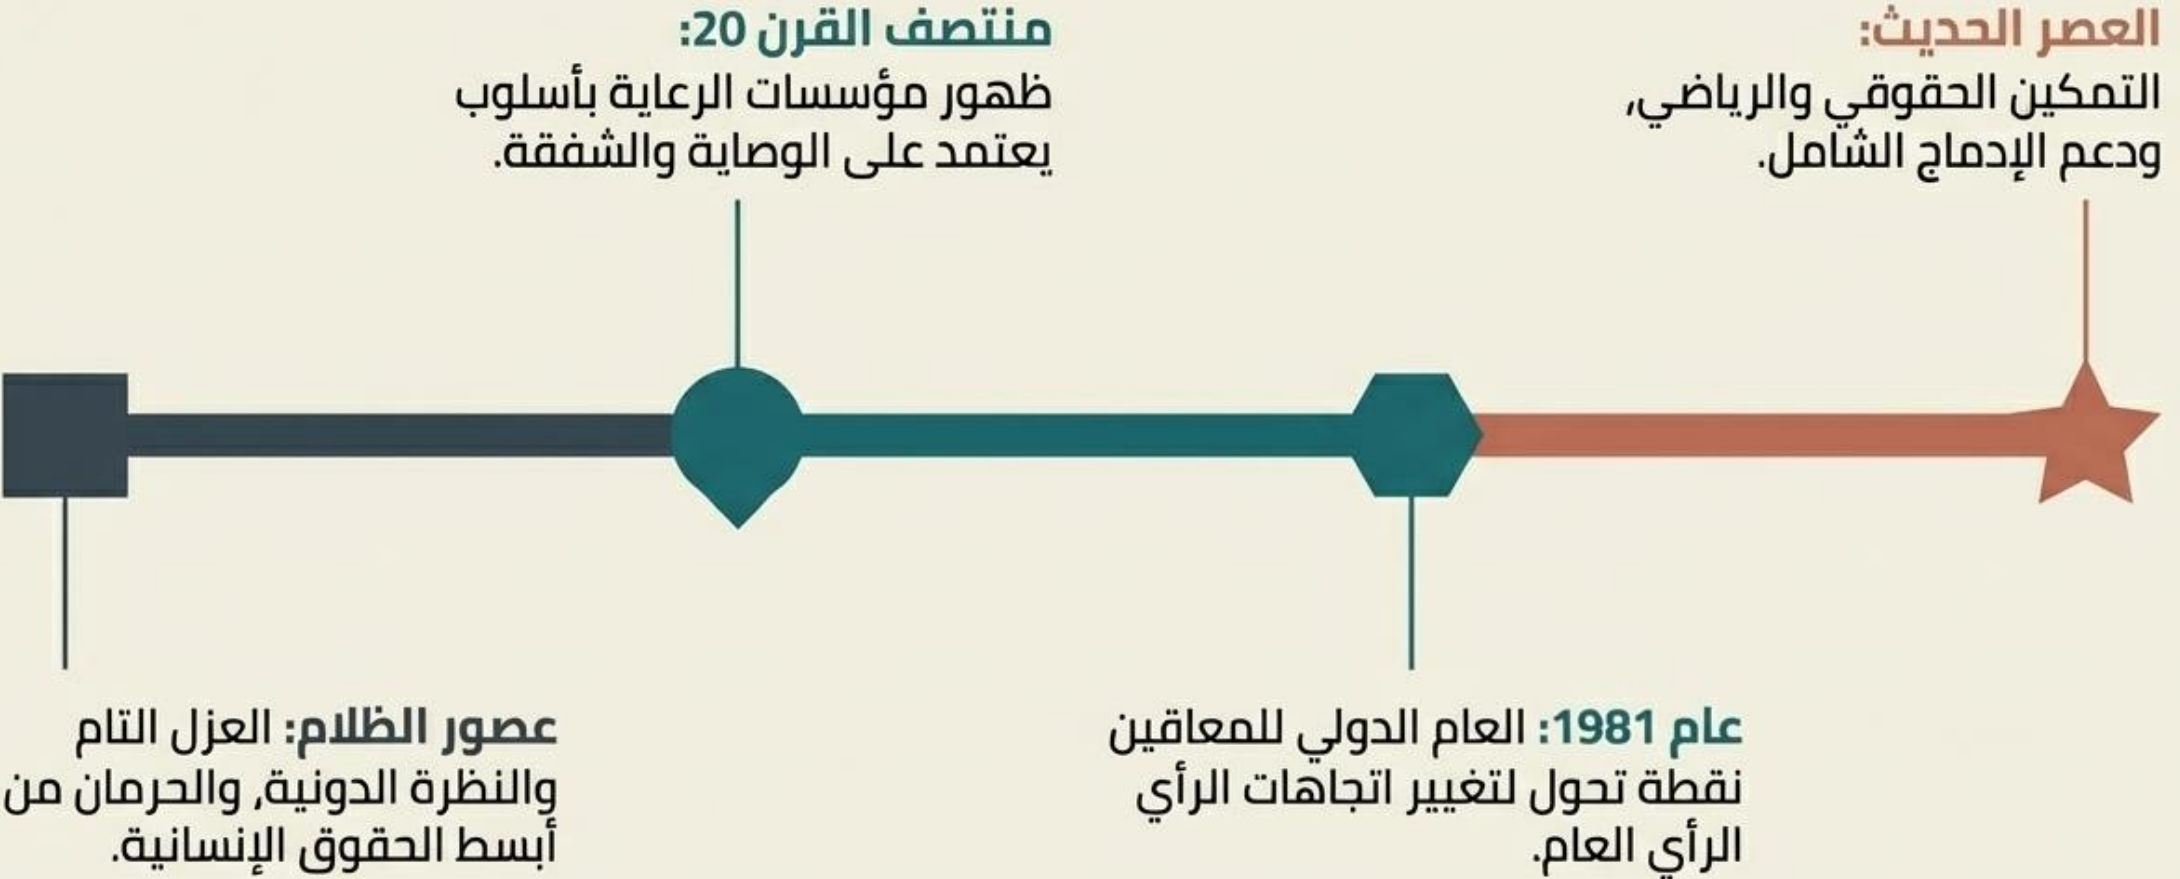 العصر الحديث:
التمكين الحقوقي والرياضي،
ودعم الإدماج الشامل.
منتصف القرن 20:
ظهور مؤسسات الرعاية بأسلوب
يعتمد على الوصاية والشفقة.
عام 1981: العام الدولي للمعاقين
نقطة تحول لتغيير اتجاهات الرأي
الرأي العام.
عصور الظلام: العزل التام
والنظرة الدونية، والحرمان من
أبسط الحقوق الإنسانية.